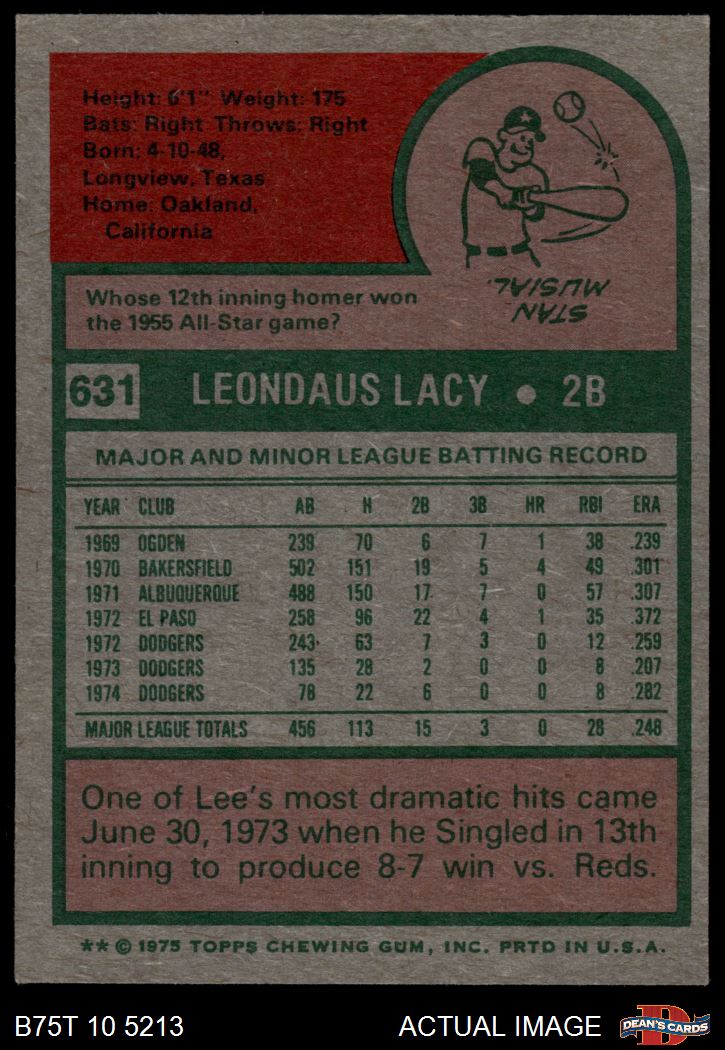 Height: 6'1" Weight: 175
Bats: Right Throws: Right
Born: 4-10-48,
Longview, Texas
Home: Oakland,
California
STAN
MUSIAL.
Whose 12th inning homer won
the 1955 All-Star game?
631 LEONDAUS LACY • 2B
MAJOR AND MINOR LEAGUE BATTING RECORD
YEAR CLUB AB H 2B 3B HR RBI ERA
1969 OGDEN 239 70 6 7 1 38 .239
1970 BAKERSFIELD 502 151 19 5 4 49 .301
1971 ALBUQUERQUE 488 150 17 7 0 57 .307
1972 EL PASO 258 96 22 4 1 35 .372
1972 DODGERS 243 63 7 3 0 12 .259
1973 DODGERS 135 28 2 0 0 8 .207
1974 DODGERS 78 22 6 0 0 8 .282
MAJOR LEAGUE TOTALS 456 113 15 3 0 28 .248
One of Lee's most dramatic hits came
June 30, 1973 when he Singled in 13th
inning to produce 8-7 win vs. Reds.
** © 1975 TOPPS CHEWING GUM, INC. PRTD IN U.S.A.
B75T 10 5213 ACTUAL IMAGE
D
DEAN'S CARDS